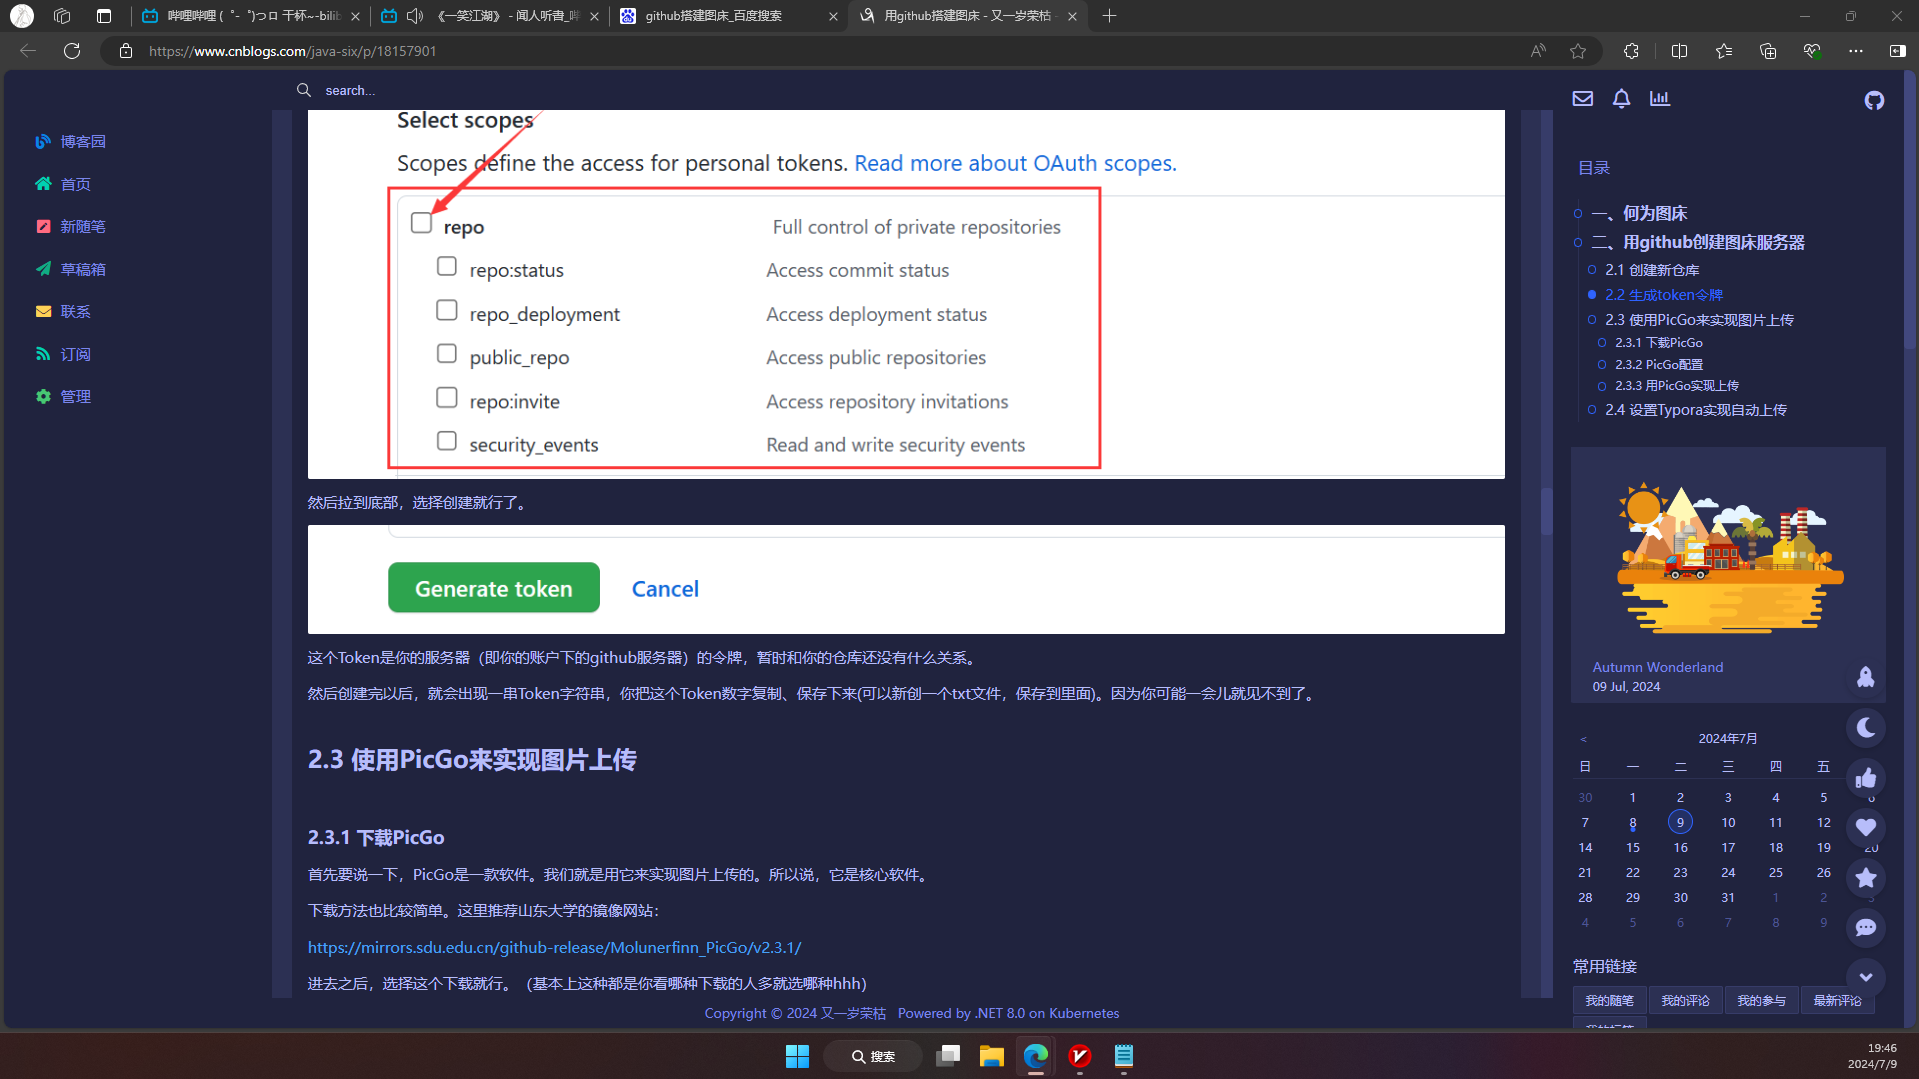 哔哩哔哩 (゜-゜)つロ 干杯~-bilib
《一笑江湖》 - 闻人听書_哔
github搭建图床_百度搜索
用github搭建图床 - 又一岁荣枯 -
https://www.cnblogs.com/java-six/p/18157901
search...
博客园
首页
新随笔
草稿箱
联系
订阅
管理
Select scopes
Scopes define the access for personal tokens. Read more about OAuth scopes.
repo Full control of private repositories
repo:status Access commit status
repo_deployment Access deployment status
public_repo Access public repositories
repo:invite Access repository invitations
security_events Read and write security events
然后拉到底部，选择创建就行了。
Generate token Cancel
这个Token是你的服务器（即你的账户下的github服务器）的令牌，暂时和你的仓库还没有什么关系。
然后创建完以后，就会出现一串Token字符串，你把这个Token数字复制、保存下来(可以新创一个txt文件，保存到里面)。因为你可能一会儿就见不到了。
2.3 使用PicGo来实现图片上传
2.3.1 下载PicGo
首先要说一下，PicGo是一款软件。我们就是用它来实现图片上传的。所以说，它是核心软件。
下载方法也比较简单。这里推荐山东大学的镜像网站：
https://mirrors.sdu.edu.cn/github-release/Molunerfinn_PicGo/v2.3.1/
进去之后，选择这个下载就行。（基本上这种都是你看哪种下载的人多就选哪种hhh）
Copyright © 2024 又一岁荣枯 Powered by .NET 8.0 on Kubernetes
目录
一、何为图床
二、用github创建图床服务器
2.1 创建新仓库
2.2 生成token令牌
2.3 使用PicGo来实现图片上传
2.3.1 下载PicGo
2.3.2 PicGo配置
2.3.3 用PicGo实现上传
2.4 设置Typora实现自动上传
Autumn Wonderland
09 Jul, 2024
< 2024年7月
日 一 二 三 四 五
30 1 2 3 4 5 6
7 8 9 10 11 12
14 15 16 17 18 19 20
21 22 23 24 25 26
28 29 30 31 1 2 3
4 5 6 7 8 9
常用链接
我的随笔 我的评论 我的参与 最新评论
我的标签
搜索
19:46
2024/7/9